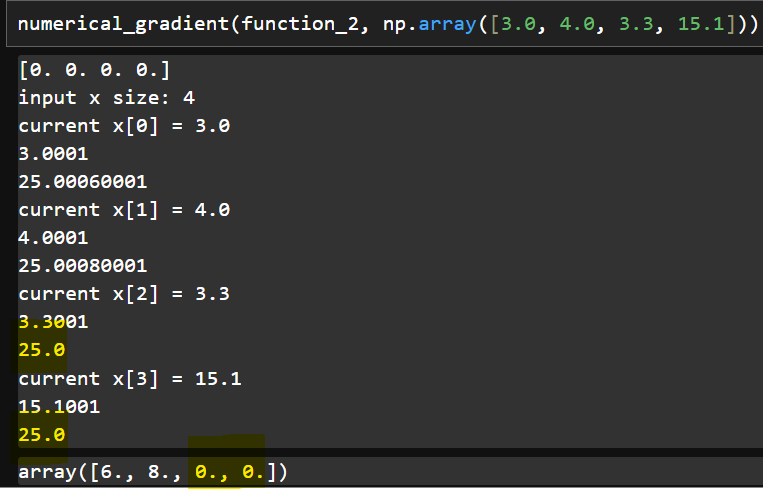 numerical_gradient(function_2, np.array([3.0, 4.0, 3.3, 15.1]))
[0. 0. 0. 0.]
input x size: 4
current x[0] = 3.0
3.0001
25.00060001
current x[1] = 4.0
4.0001
25.00080001
current x[2] = 3.3
3.3001
25.0
current x[3] = 15.1
15.1001
25.0
array([6., 8., 0., 0.])